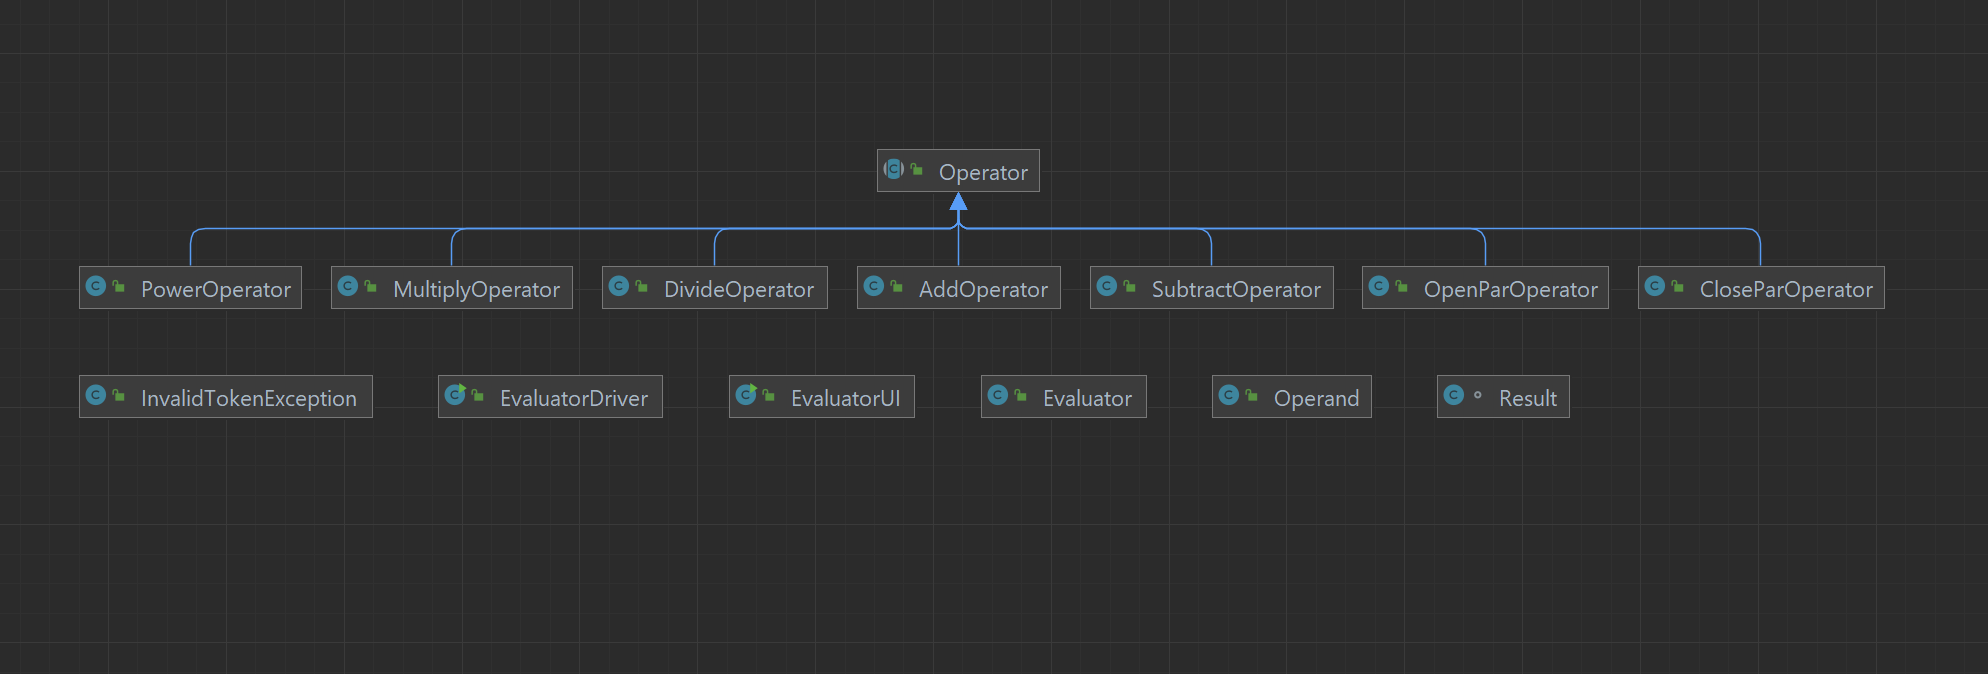 Operator
PowerOperator
MultiplyOperator
DivideOperator
AddOperator
SubtractOperator
OpenParOperator
CloseParOperator
InvalidTokenException
EvaluatorDriver
EvaluatorUI
Evaluator
Operand
Result